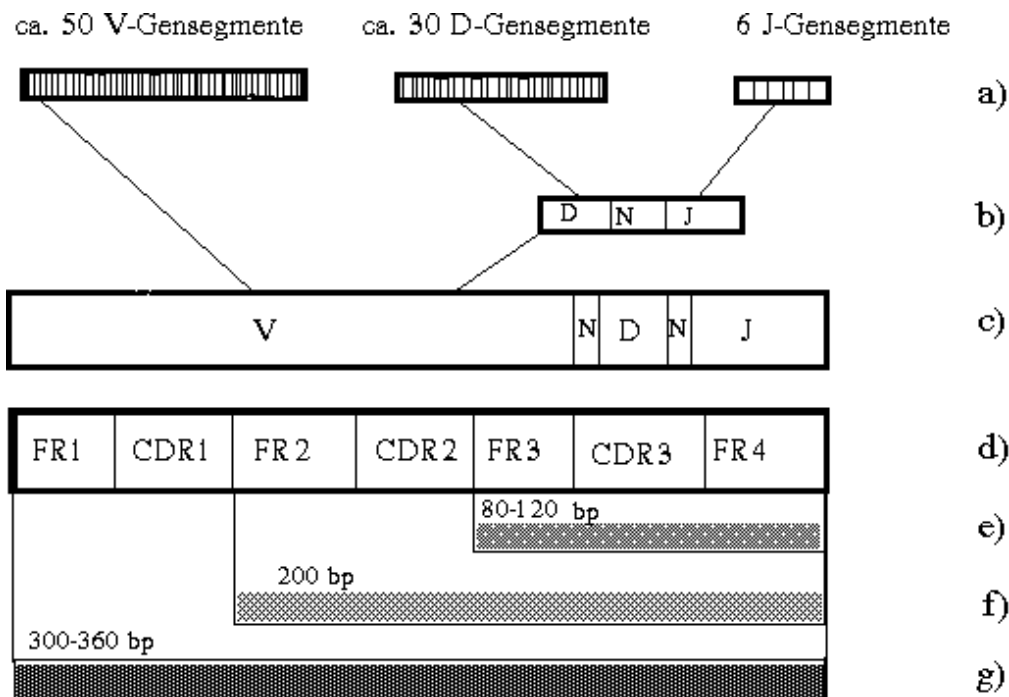 ca. 50 V-Gensegmente ca. 30 D-Gensegmente 6 J-Gensegmente
a)
D N J b)
V N D N J c)
FR1 CDR1 FR2 CDR2 FR3 CDR3 FR4 d)
80-120 bp
e)
200 bp
f)
300-360 bp
g)